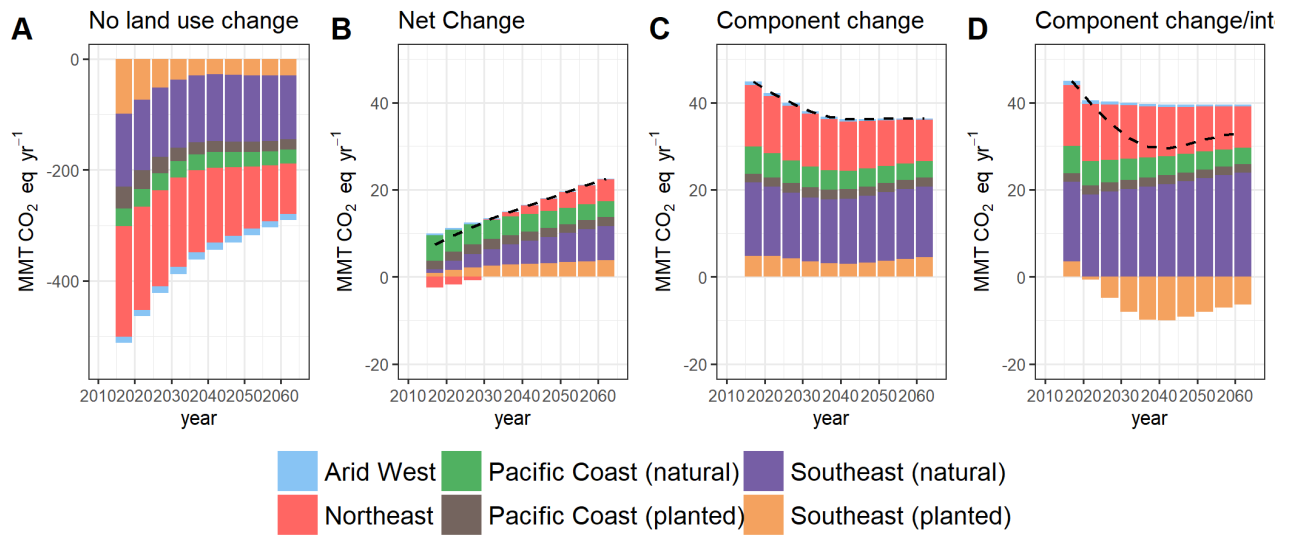 A No land use change
B Net Change
C Component change
D Component change/int
MMT CO₂ eq yr⁻¹
0
-200
-400
2010 2020 2030 2040 2050 2060
year
MMT CO₂ eq yr⁻¹
40
20
0
-20
2010 2020 2030 2040 2050 2060
year
MMT CO₂ eq yr⁻¹
40
20
0
-20
2010 2020 2030 2040 2050 2060
year
MMT CO₂ eq yr⁻¹
40
20
0
-20
2010 2020 2030 2040 2050 2060
year
Arid West Pacific Coast (natural) Southeast (natural)
Northeast Pacific Coast (planted) Southeast (planted)